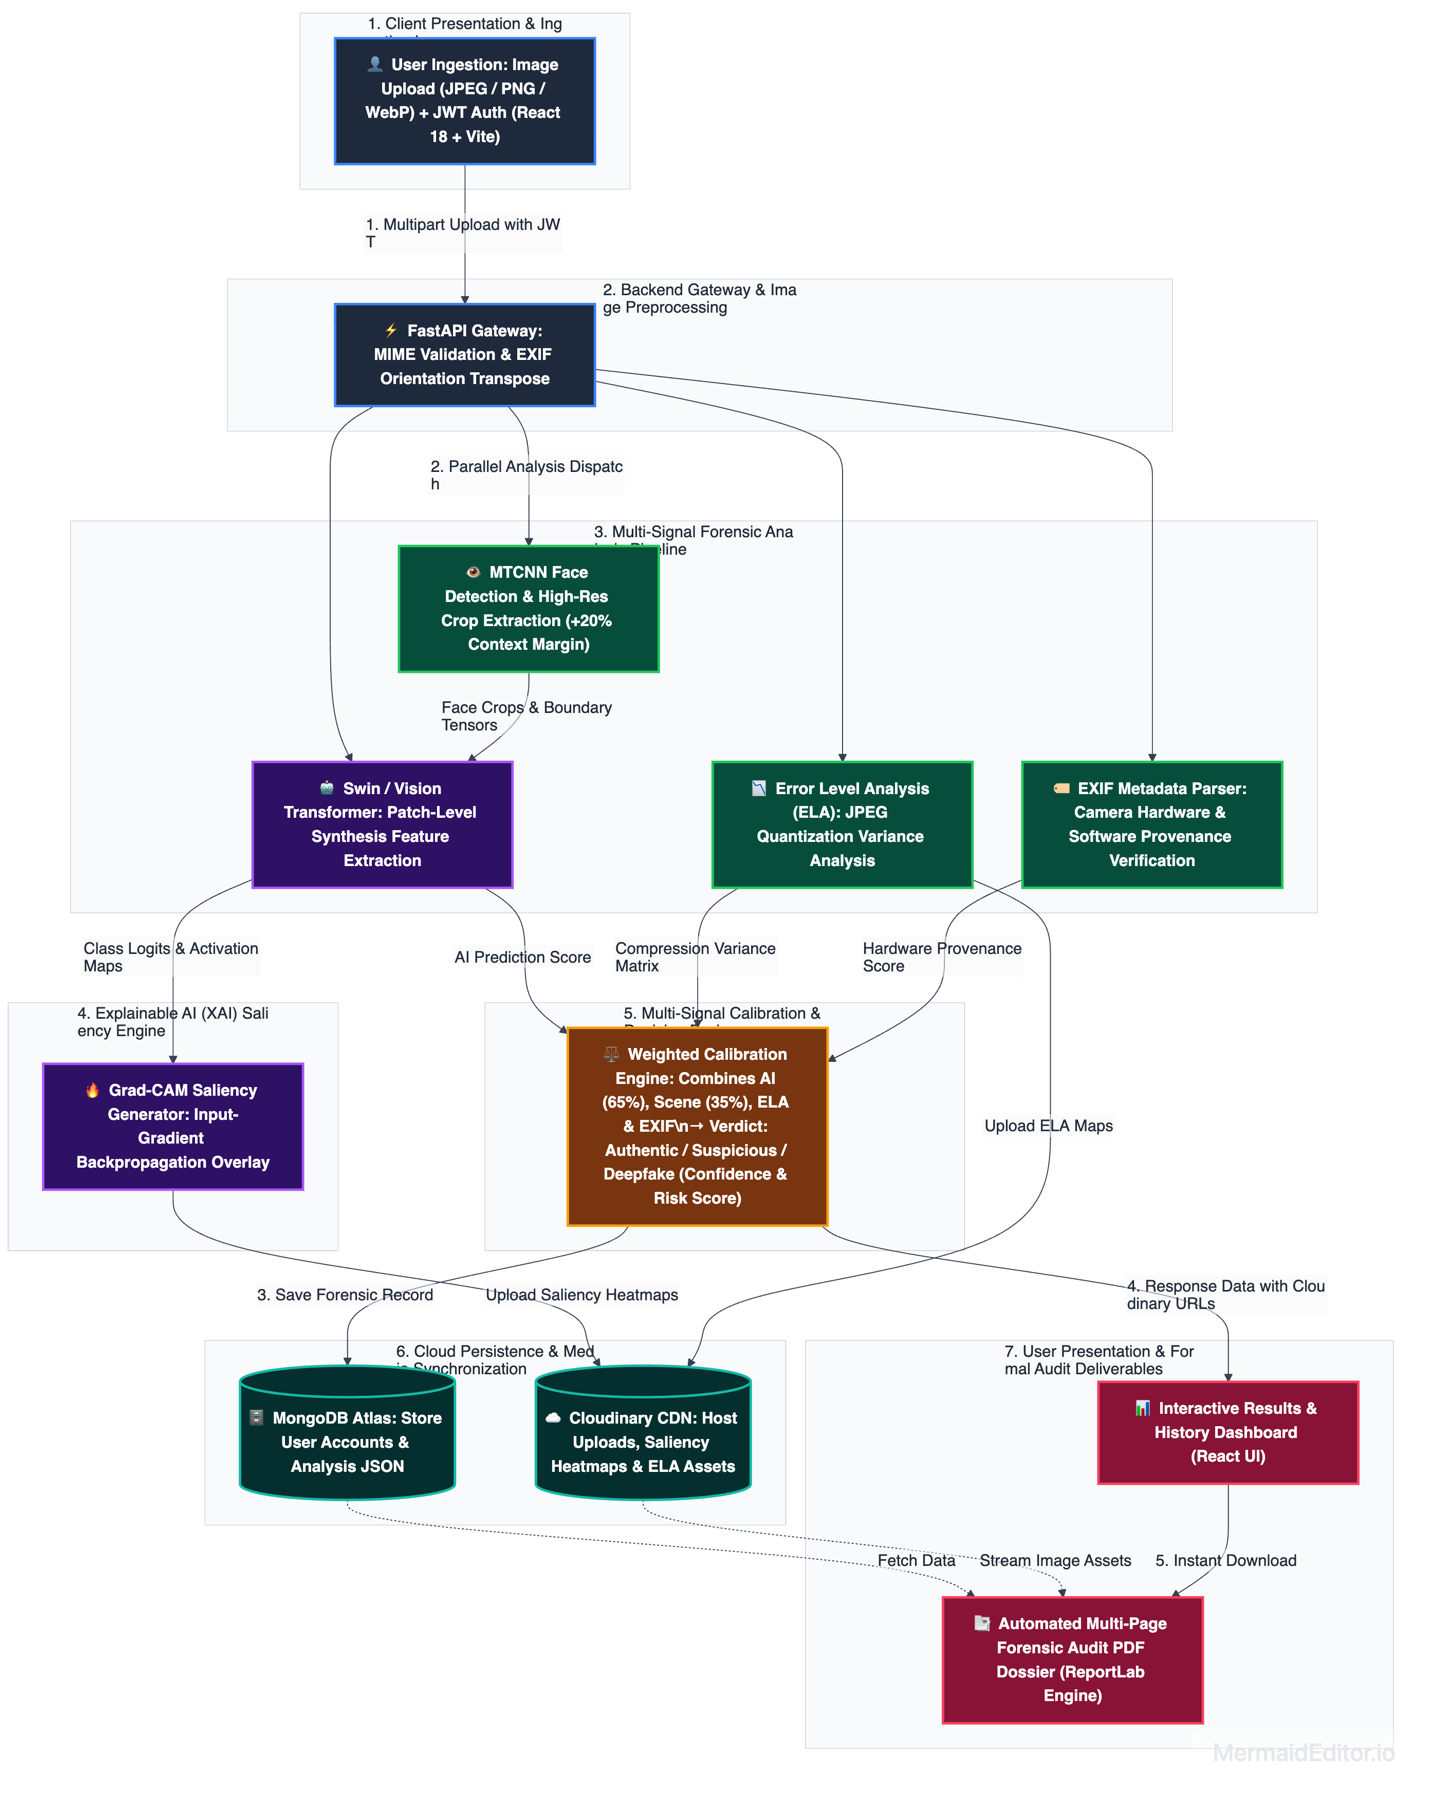 1. Client Presentation & Ing
👤 User Ingestion: Image
Upload (JPEG / PNG /
WebP) + JWT Auth (React
18 + Vite)
1. Multipart Upload with JW
T
2. Backend Gateway & Ima
ge Preprocessing
⚡ FastAPI Gateway:
MIME Validation & EXIF
Orientation Transpose
2. Parallel Analysis Dispatc
h
3. Multi-Signal Forensic Ana
👁️ MTCNN Face
Detection & High-Res
Crop Extraction (+20%
Context Margin)
Face Crops & Boundary
Tensors
🤖 Swin / Vision
Transformer: Patch-Level
Synthesis Feature
Extraction
📉 Error Level Analysis
(ELA): JPEG
Quantization Variance
Analysis
🏷️ EXIF Metadata Parser:
Camera Hardware &
Software Provenance
Verification
Class Logits & Activation
Maps
AI Prediction Score
Compression Variance
Matrix
Hardware Provenance
Score
4. Explainable AI (XAI) Sali
ency Engine
🔥 Grad-CAM Saliency
Generator: Input-
Gradient
Backpropagation Overlay
5. Multi-Signal Calibration &
⚖️ Weighted Calibration
Engine: Combines AI
(65%), Scene (35%), ELA
& EXIF\n→ Verdict:
Authentic / Suspicious /
Deepfake (Confidence &
Risk Score)
Upload ELA Maps
3. Save Forensic Record
Upload Saliency Heatmaps
4. Response Data with Clou
dinary URLs
6. Cloud Persistence & Med
Synchronization
🗄️ MongoDB Atlas: Store
User Accounts &
Analysis JSON
☁️ Cloudinary CDN: Host
Uploads, Saliency
Heatmaps & ELA Assets
7. User Presentation & For
mal Audit Deliverables
📊 Interactive Results &
History Dashboard
(React UI)
Fetch Data
Stream Image Assets
5. Instant Download
📑 Automated Multi-Page
Forensic Audit PDF
Dossier (ReportLab
Engine)
MermaidEditor.io